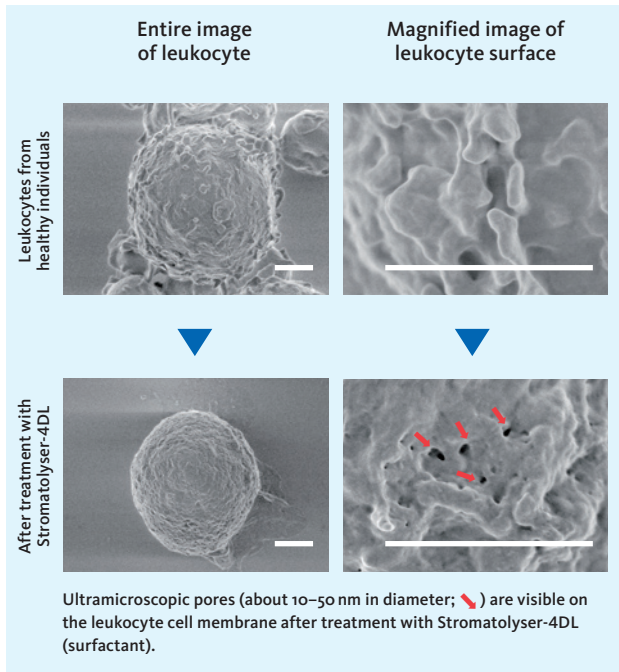 Entire image
of leukocyte
Magnified image of
leukocyte surface
Leukocytes from
healthy individuals
After treatment with
Stromatolyser-4DL
Ultramicroscopic pores (about 10–50 nm in diameter; ) are visible on
the leukocyte cell membrane after treatment with Stromatolyser-4DL
(surfactant).